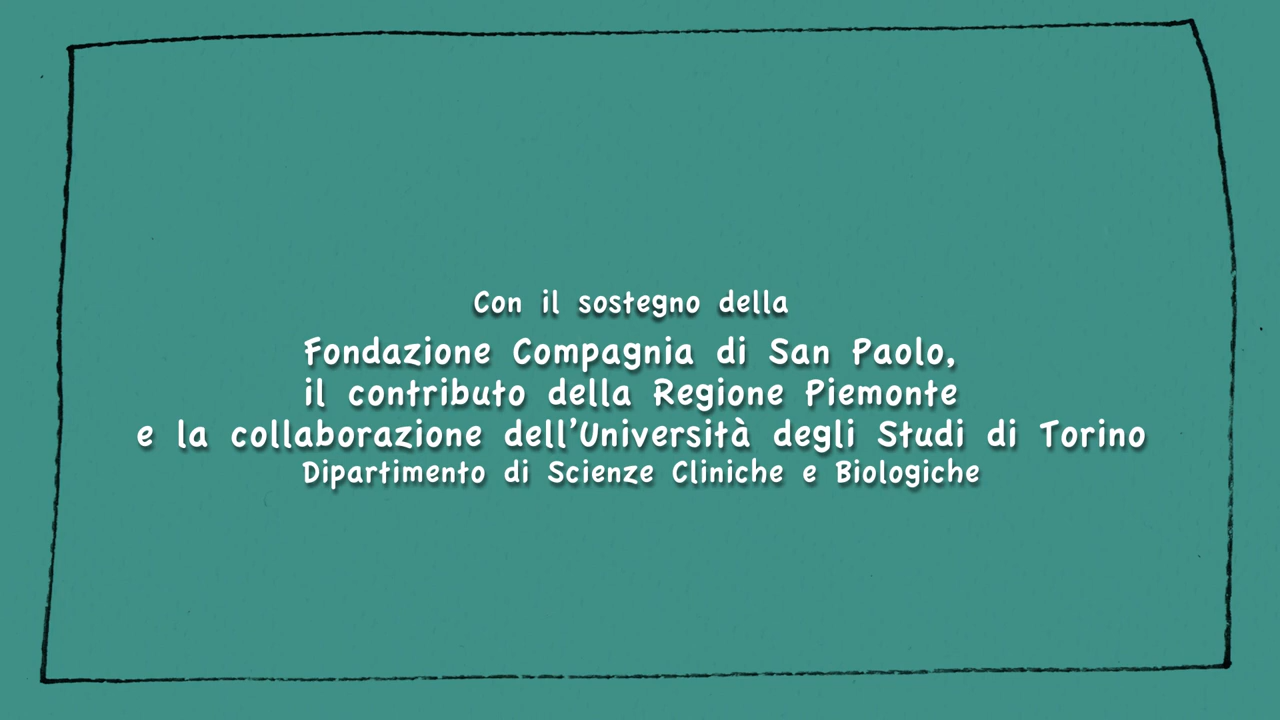 Con il sostegno della
Fondazione Compagnia di San Paolo,
il contributo della Regione Piemonte
e la collaborazione dell'Università degli Studi di Torino
Dipartimento di Scienze Cliniche e Biologiche